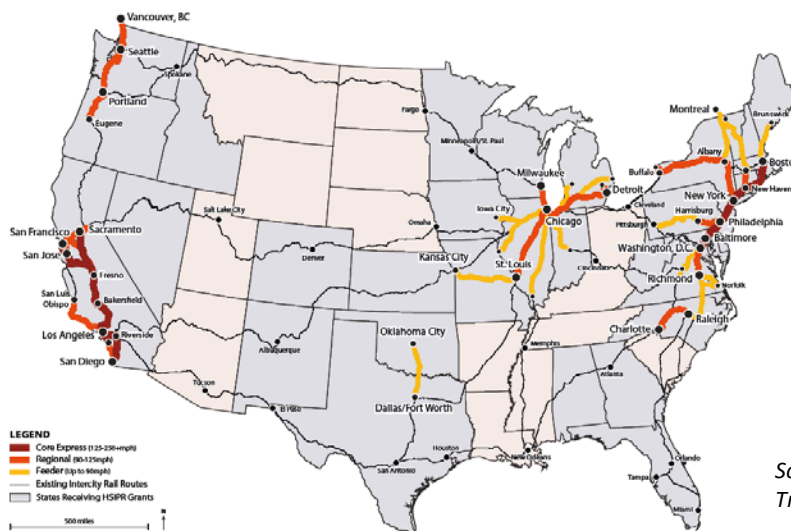 Vancouver, BC
Seattle
Spokane
Portland
Eugene
Fargo
Minneapolis/St. Paul
Milwaukee
Detroit
Chicago
Iowa City
Omaha
Kansas City
St. Louis
Cleveland
Cincinnati
Montreal
Brunswick
Albany
Boston
Buffalo
New Haven
New York
Harrisburg
Pittsburgh
Philadelphia
Baltimore
Washington, D.C.
Richmond
Norfolk
Raleigh
Charlotte
Salt Lake City
Denver
San Francisco
Sacramento
San Jose
Fresno
San Luis
Obispo
Bakersfield
Los Angeles
Riverside
San Diego
Albuquerque
Tucson
El Paso
Oklahoma City
Dallas/Fort Worth
Memphis
Atlanta
Houston
San Antonio
New Orleans
Orlando
Tampa
Miami
LEGEND
Core Express (125-250+mph)
Regional (90-125mph)
Feeder (Up to 90mph)
Existing Intercity Rail Routes
States Receiving HSIPR Grants
500 miles
N